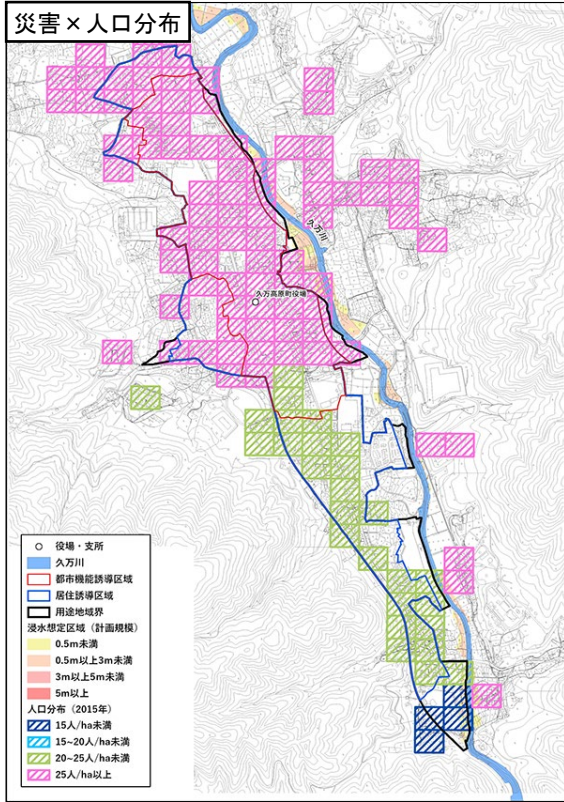 災害×人口分布
久万川
久万高原町役場
役場・支所
久万川
都市機能誘導区域
居住誘導区域
用途地域界
浸水想定区域（計画規模）
0.5m未満
0.5m以上3m未満
3m以上5m未満
5m以上
人口分布（2015年）
15人/ha未満
15~20人/ha未満
20~25人/ha未満
25人/ha以上